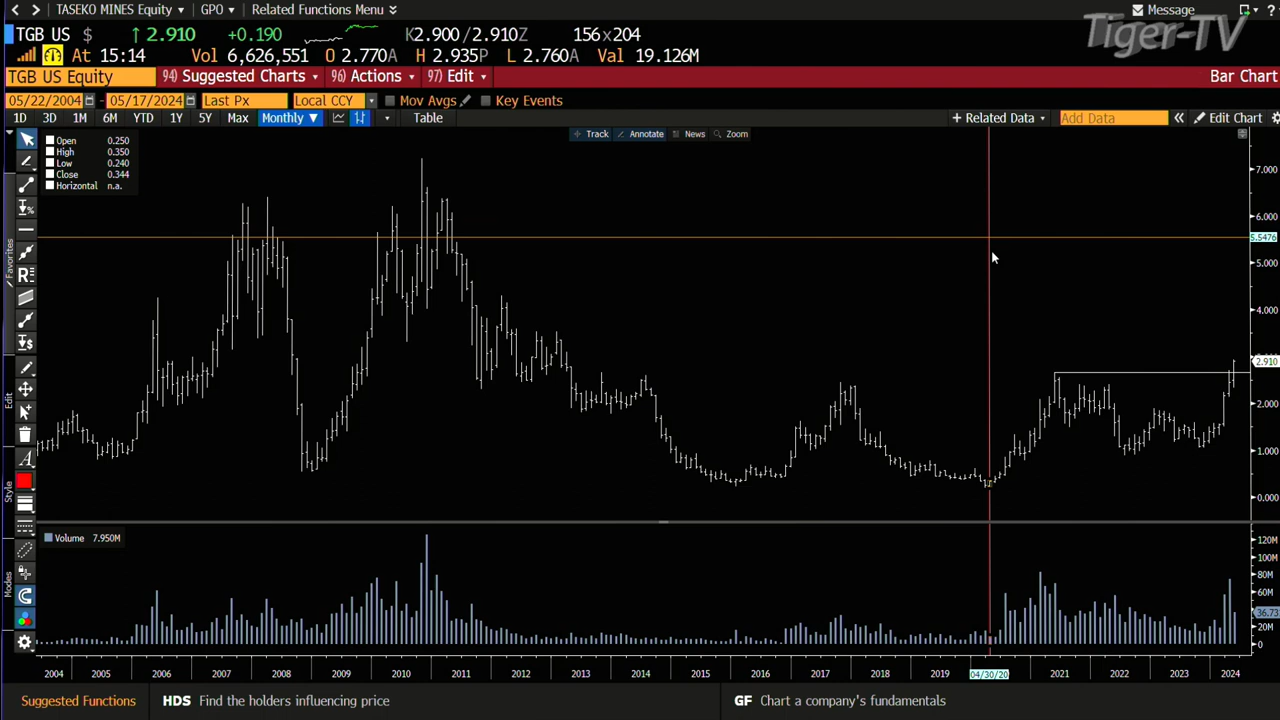 TASEKO MINES Equity GPO Related Functions Menu Message
Tiger-TV
TGB US $ ↑ 2.910 +0.190 K2.900/2.910Z 156x204
At 15:14 Vol 6,626,551 O 2.770A H 2.935P L 2.760A Val 19.126M
TGB US Equity 94) Suggested Charts 96) Actions 97) Edit Bar Chart
05/22/2004 05/17/2024 Last Px Local CCY Mov Avgs Key Events
1D 3D 1M 6M YTD 1Y 5Y Max Monthly ▼ Table + Related Data Add Data « Edit Chart
Track Annotate News Zoom
Open 0.250
High 0.350
Low 0.240
Close 0.344
Horizontal n.a.
7.000
6.000
5.5476
5.000
4.000
2.910
2.000
1.000
0.000
Favorites
Edit
Style
Modes
Volume 7.950M
120M
100M
80M
60M
36.73
20M
0
2004 2005 2006 2007 2008 2009 2010 2011 2012 2013 2014 2015 2016 2017 2018 2019 04/30/20 2021 2022 2023 2024
Suggested Functions HDS Find the holders influencing price GF Chart a company's fundamentals